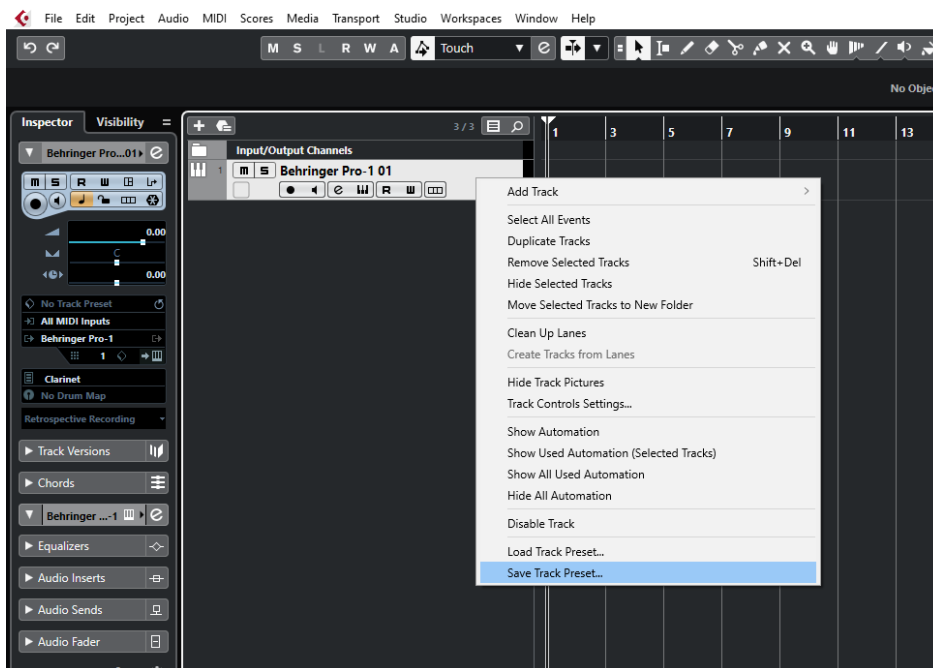 File Edit Project Audio MIDI Scores Media Transport Studio Workspaces Window Help
M S L R W A Touch
No Obje
Inspector Visibility
3/3
1 3 5 7 9 11 13
Behringer Pro...01
Input/Output Channels
1 m S Behringer Pro-1 01
R W
m S R W
0.00
C
0.00
No Track Preset
All MIDI Inputs
Behringer Pro-1
1
Clarinet
No Drum Map
Retrospective Recording
Track Versions
Chords
Behringer ...-1
Equalizers
Audio Inserts
Audio Sends
Audio Fader
Add Track
Select All Events
Duplicate Tracks
Remove Selected Tracks Shift+Del
Hide Selected Tracks
Move Selected Tracks to New Folder
Clean Up Lanes
Create Tracks from Lanes
Hide Track Pictures
Track Controls Settings...
Show Automation
Show Used Automation (Selected Tracks)
Show All Used Automation
Hide All Automation
Disable Track
Load Track Preset...
Save Track Preset...